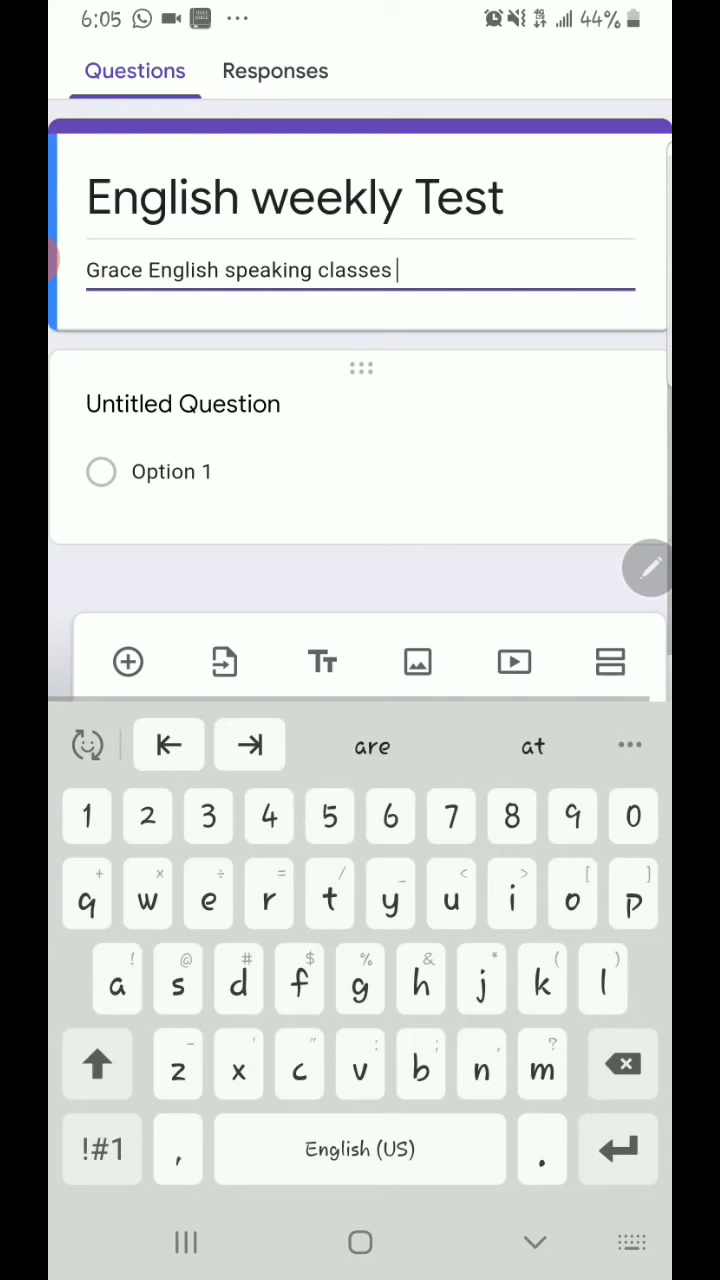 6:05 44%
Questions Responses
English weekly Test
Grace English speaking classes
Untitled Question
Option 1
are at
1 2 3 4 5 6 7 8 9 0
+ × ÷ = / _ < > [ ]
q w e r t y u i o p
! @ # $ % & * ( )
a s d f g h j k l
- ' " : ; , ?
z x c v b n m
!#1 , English (US) .